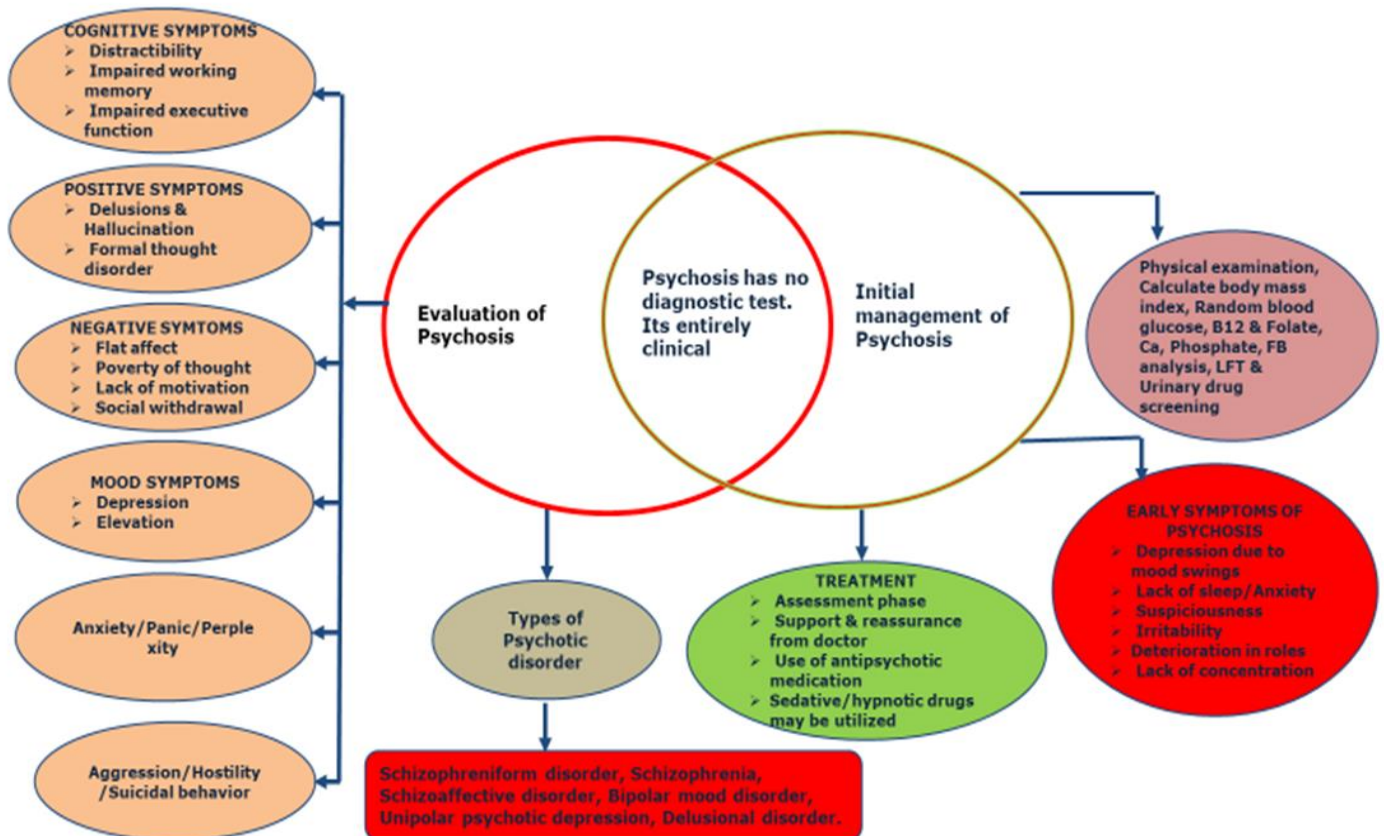 COGNITIVE SYMPTOMS
➢ Distractibility
➢ Impaired working
memory
➢ Impaired executive
function
POSITIVE SYMPTOMS
➢ Delusions &
Hallucination
➢ Formal thought
disorder
NEGATIVE SYMTOMS
➢ Flat affect
➢ Poverty of thought
➢ Lack of motivation
➢ Social withdrawal
MOOD SYMPTOMS
➢ Depression
➢ Elevation
Anxiety/Panic/Perple
xity
Aggression/Hostility
/Suicidal behavior
Evaluation of
Psychosis
Psychosis has no
diagnostic test.
Its entirely
clinical
Initial
management of
Psychosis
Types of
Psychotic
disorder
Schizophreniform disorder, Schizophrenia,
Schizoaffective disorder, Bipolar mood disorder,
Unipolar psychotic depression, Delusional disorder.
TREATMENT
➢ Assessment phase
➢ Support & reassurance
from doctor
➢ Use of antipsychotic
medication
➢ Sedative/hypnotic drugs
may be utilized
Physical examination,
Calculate body mass
index, Random blood
glucose, B12 & Folate,
Ca, Phosphate, FB
analysis, LFT &
Urinary drug
screening
EARLY SYMPTOMS OF
PSYCHOSIS
➢ Depression due to
mood swings
➢ Lack of sleep/Anxiety
➢ Suspiciousness
➢ Irritability
➢ Deterioration in roles
➢ Lack of concentration